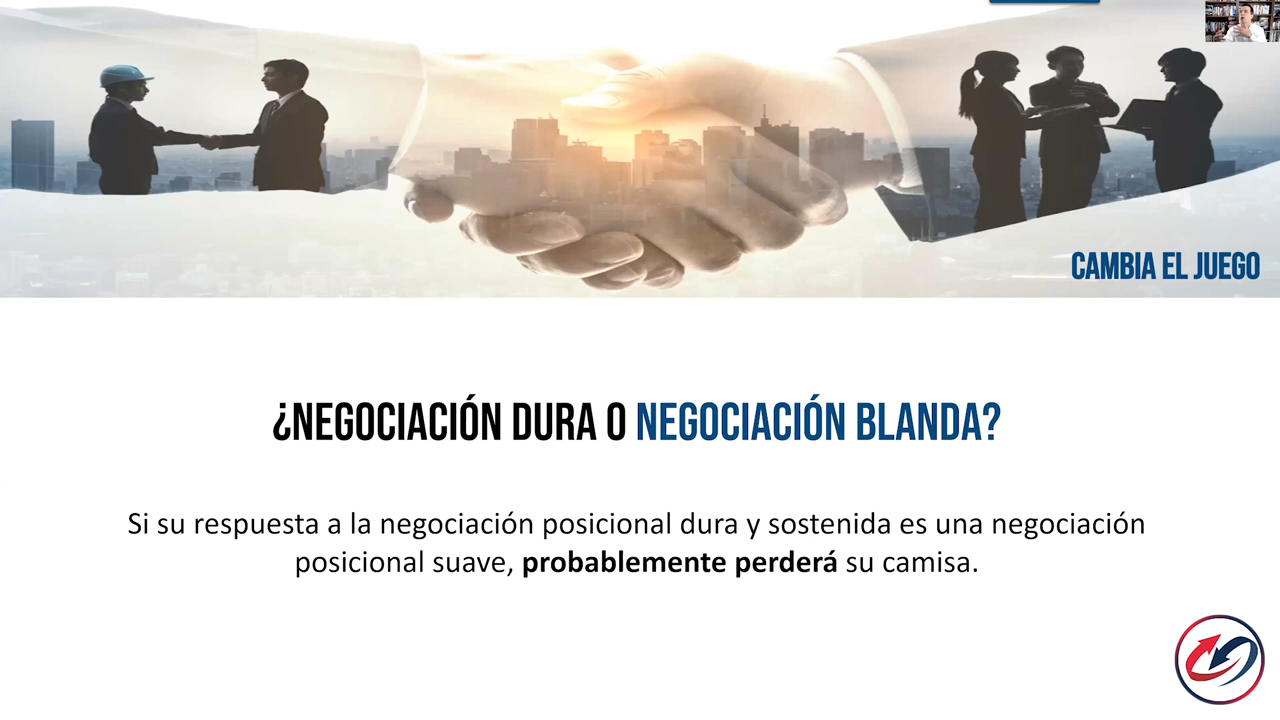 CAMBIA EL JUEGO
¿NEGOCIACIÓN DURA O NEGOCIACIÓN BLANDA?
Si su respuesta a la negociación posicional dura y sostenida es una negociación
posicional suave, probablemente perderá su camisa.